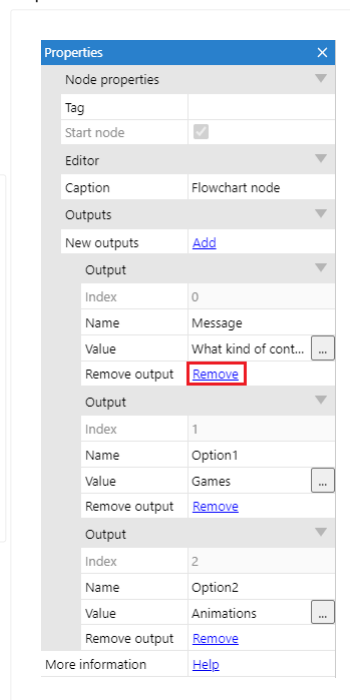 Properties
Node properties
Tag
Start node
Editor
Caption Flowchart node
Outputs
New outputs Add
Output
Index 0
Name Message
Value What kind of cont... ...
Remove output Remove
Output
Index 1
Name Option1
Value Games ...
Remove output Remove
Output
Index 2
Name Option2
Value Animations ...
Remove output Remove
More information Help